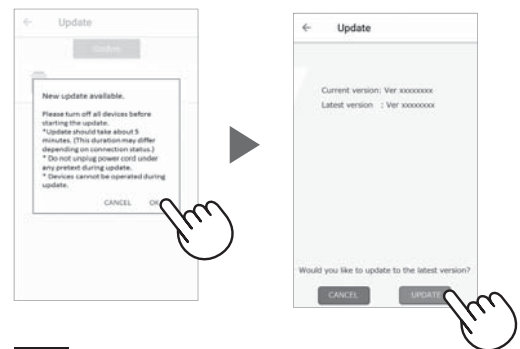 Update
Confirm
New update available.
Please turn off all devices before
starting the update.
*Update should take about 5
minutes. (This duration may differ
depending on connection status.)
* Do not unplug power cord under
any pretext during update.
* Devices cannot be operated during
update.
CANCEL
Update
Current version: Ver xxxxxxxx
Latest version : Ver xxxxxxxx
Would you like to update to the latest version?
CANCEL
UPDATE